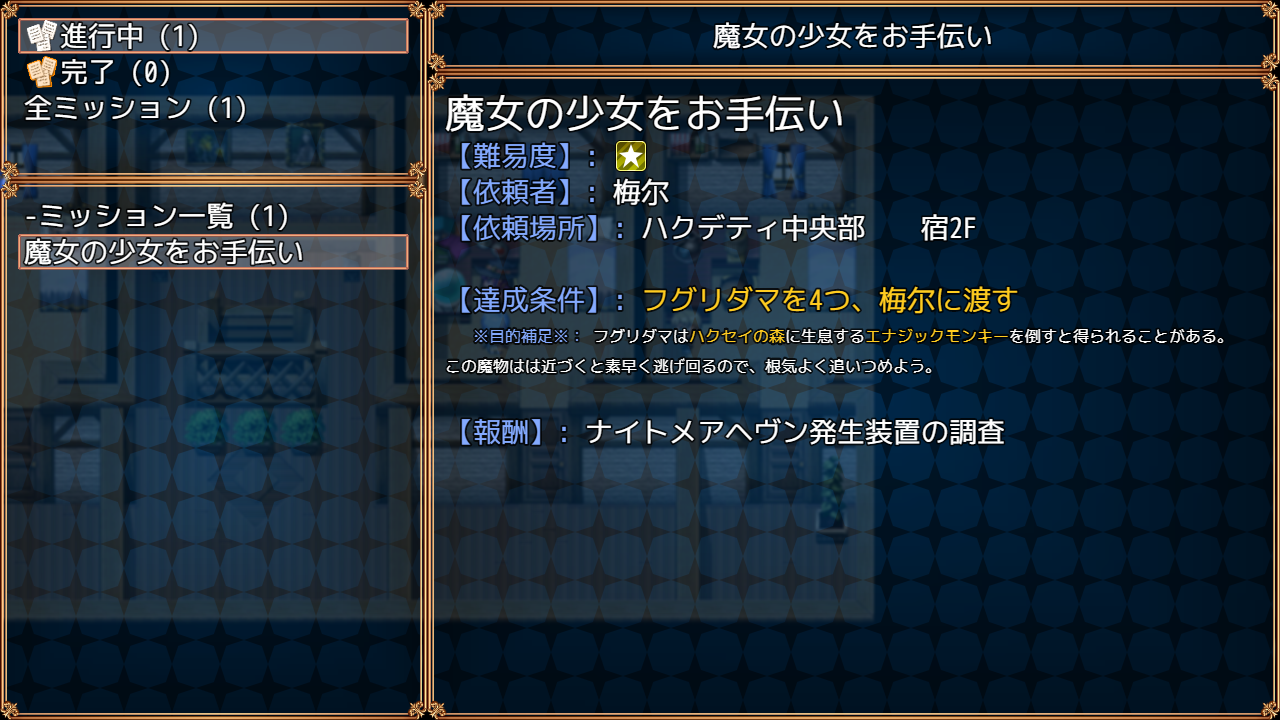 進行中 (1)
完了 (0)
全ミッション (1)
-ミッション一覧 (1)
魔女の少女をお手伝い
魔女の少女をお手伝い
魔女の少女をお手伝い
【難易度】: ★
【依頼者】: 梅尔
【依頼場所】: ハクデティ中央部　　宿2F
【達成条件】: フグリダマを4つ、梅尔に渡す
※目的補足※： フグリダマはハクセイの森に生息するエナジックモンキーを倒すと得られることがある。
この魔物はは近づくと素早く逃げ回るので、根気よく追いつめよう。
【報酬】: ナイトメアヘヴン発生装置の調査